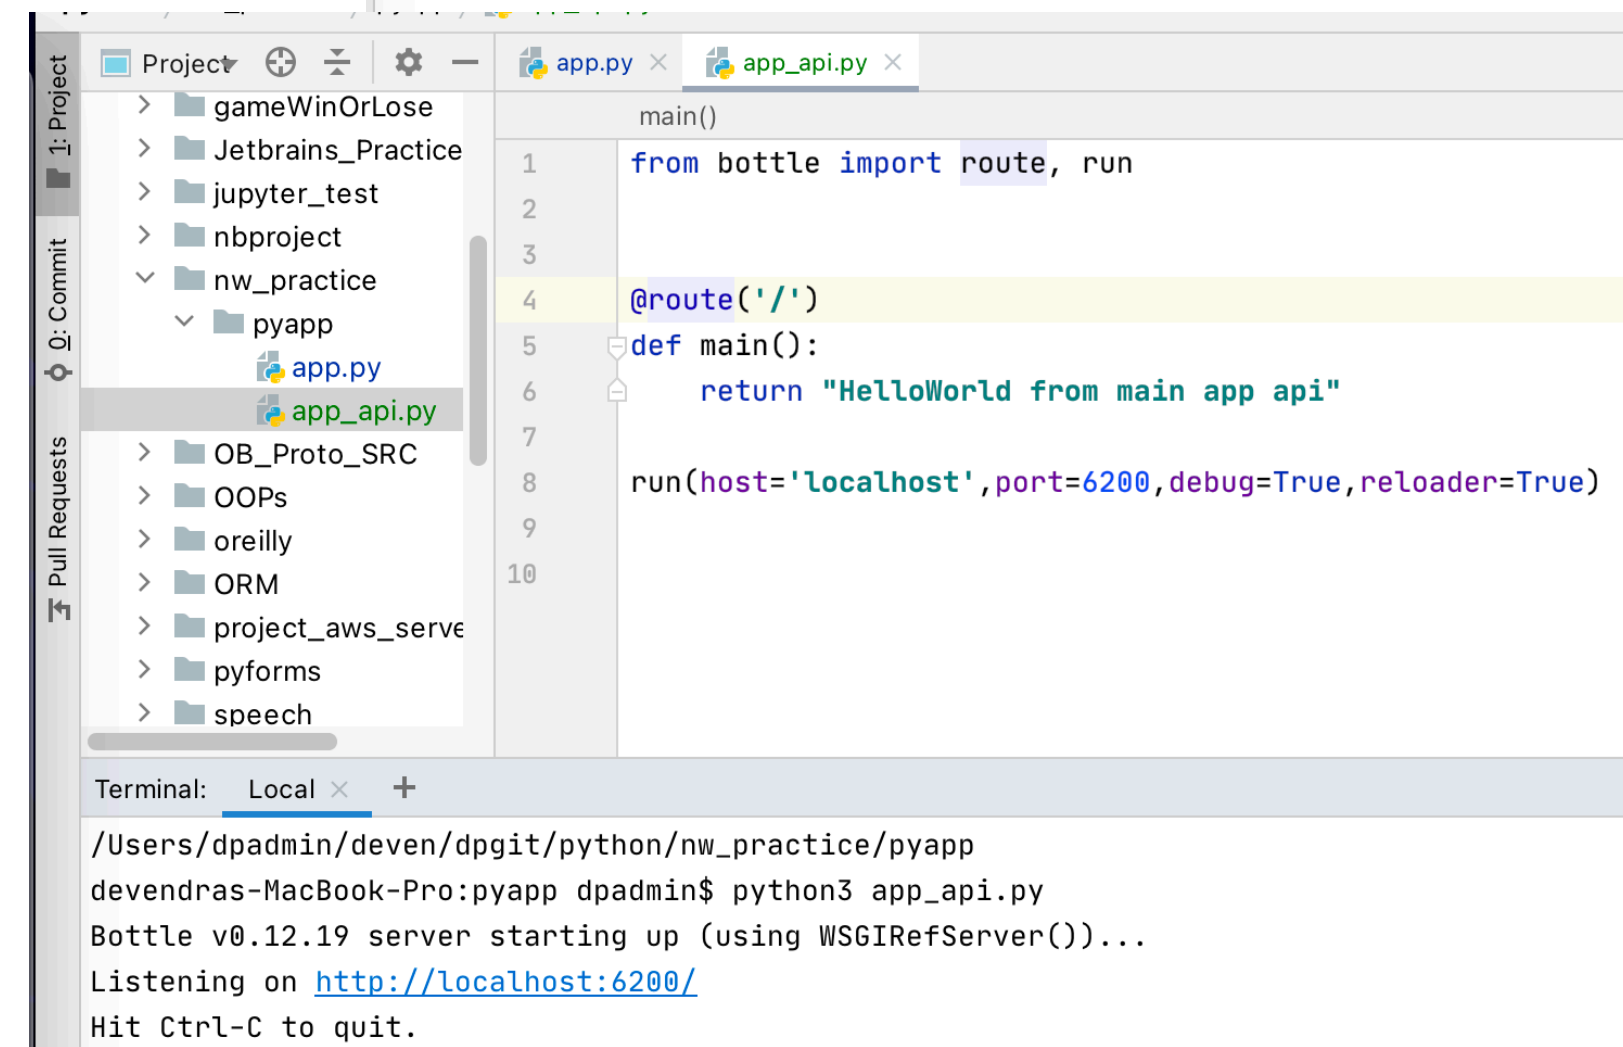 Project
app.py
app_api.py
1: Project
0: Commit
Pull Requests
gameWinOrLose
Jetbrains_Practice
jupyter_test
nbproject
nw_practice
pyapp
app.py
app_api.py
OB_Proto_SRC
OOPs
oreilly
ORM
project_aws_serve
pyforms
speech
main()
1 from bottle import route, run
2
3
4 @route('/')
5 def main():
6 return "HelloWorld from main app api"
7
8 run(host='localhost',port=6200,debug=True,reloader=True)
9
10
Terminal: Local +
/Users/dpadmin/deven/dpgit/python/nw_practice/pyapp
devendras-MacBook-Pro:pyapp dpadmin$ python3 app_api.py
Bottle v0.12.19 server starting up (using WSGIRefServer())...
Listening on http://localhost:6200/
Hit Ctrl-C to quit.